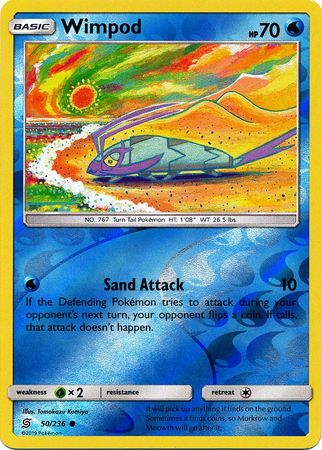 BASIC
Wimpod HP 70
NO. 767 Turn Tail Pokémon HT: 1'08" WT: 26.5 lbs.
Sand Attack 10
If the Defending Pokémon tries to attack during your
opponent's next turn, your opponent flips a coin. If tails,
that attack doesn't happen.
weakness × 2 resistance retreat
Illus. Tomokazu Komiya
50/236
©2019 Pokémon
It will pick up anything it finds on the ground.
Sometimes it finds coins, so Murkrow and
Meowth will go after it.